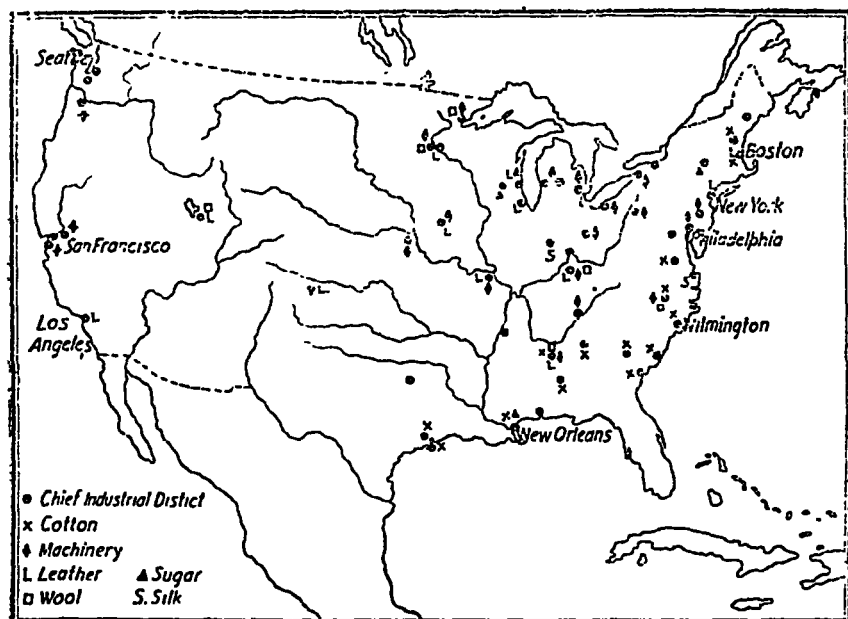 Seattle
Boston
New York
Philadelphia
San Francisco
Los
Angeles
Wilmington
New Orleans
Chief Industrial Distict
x Cotton
Machinery
L Leather ▲ Sugar
□ Wool S. Silk